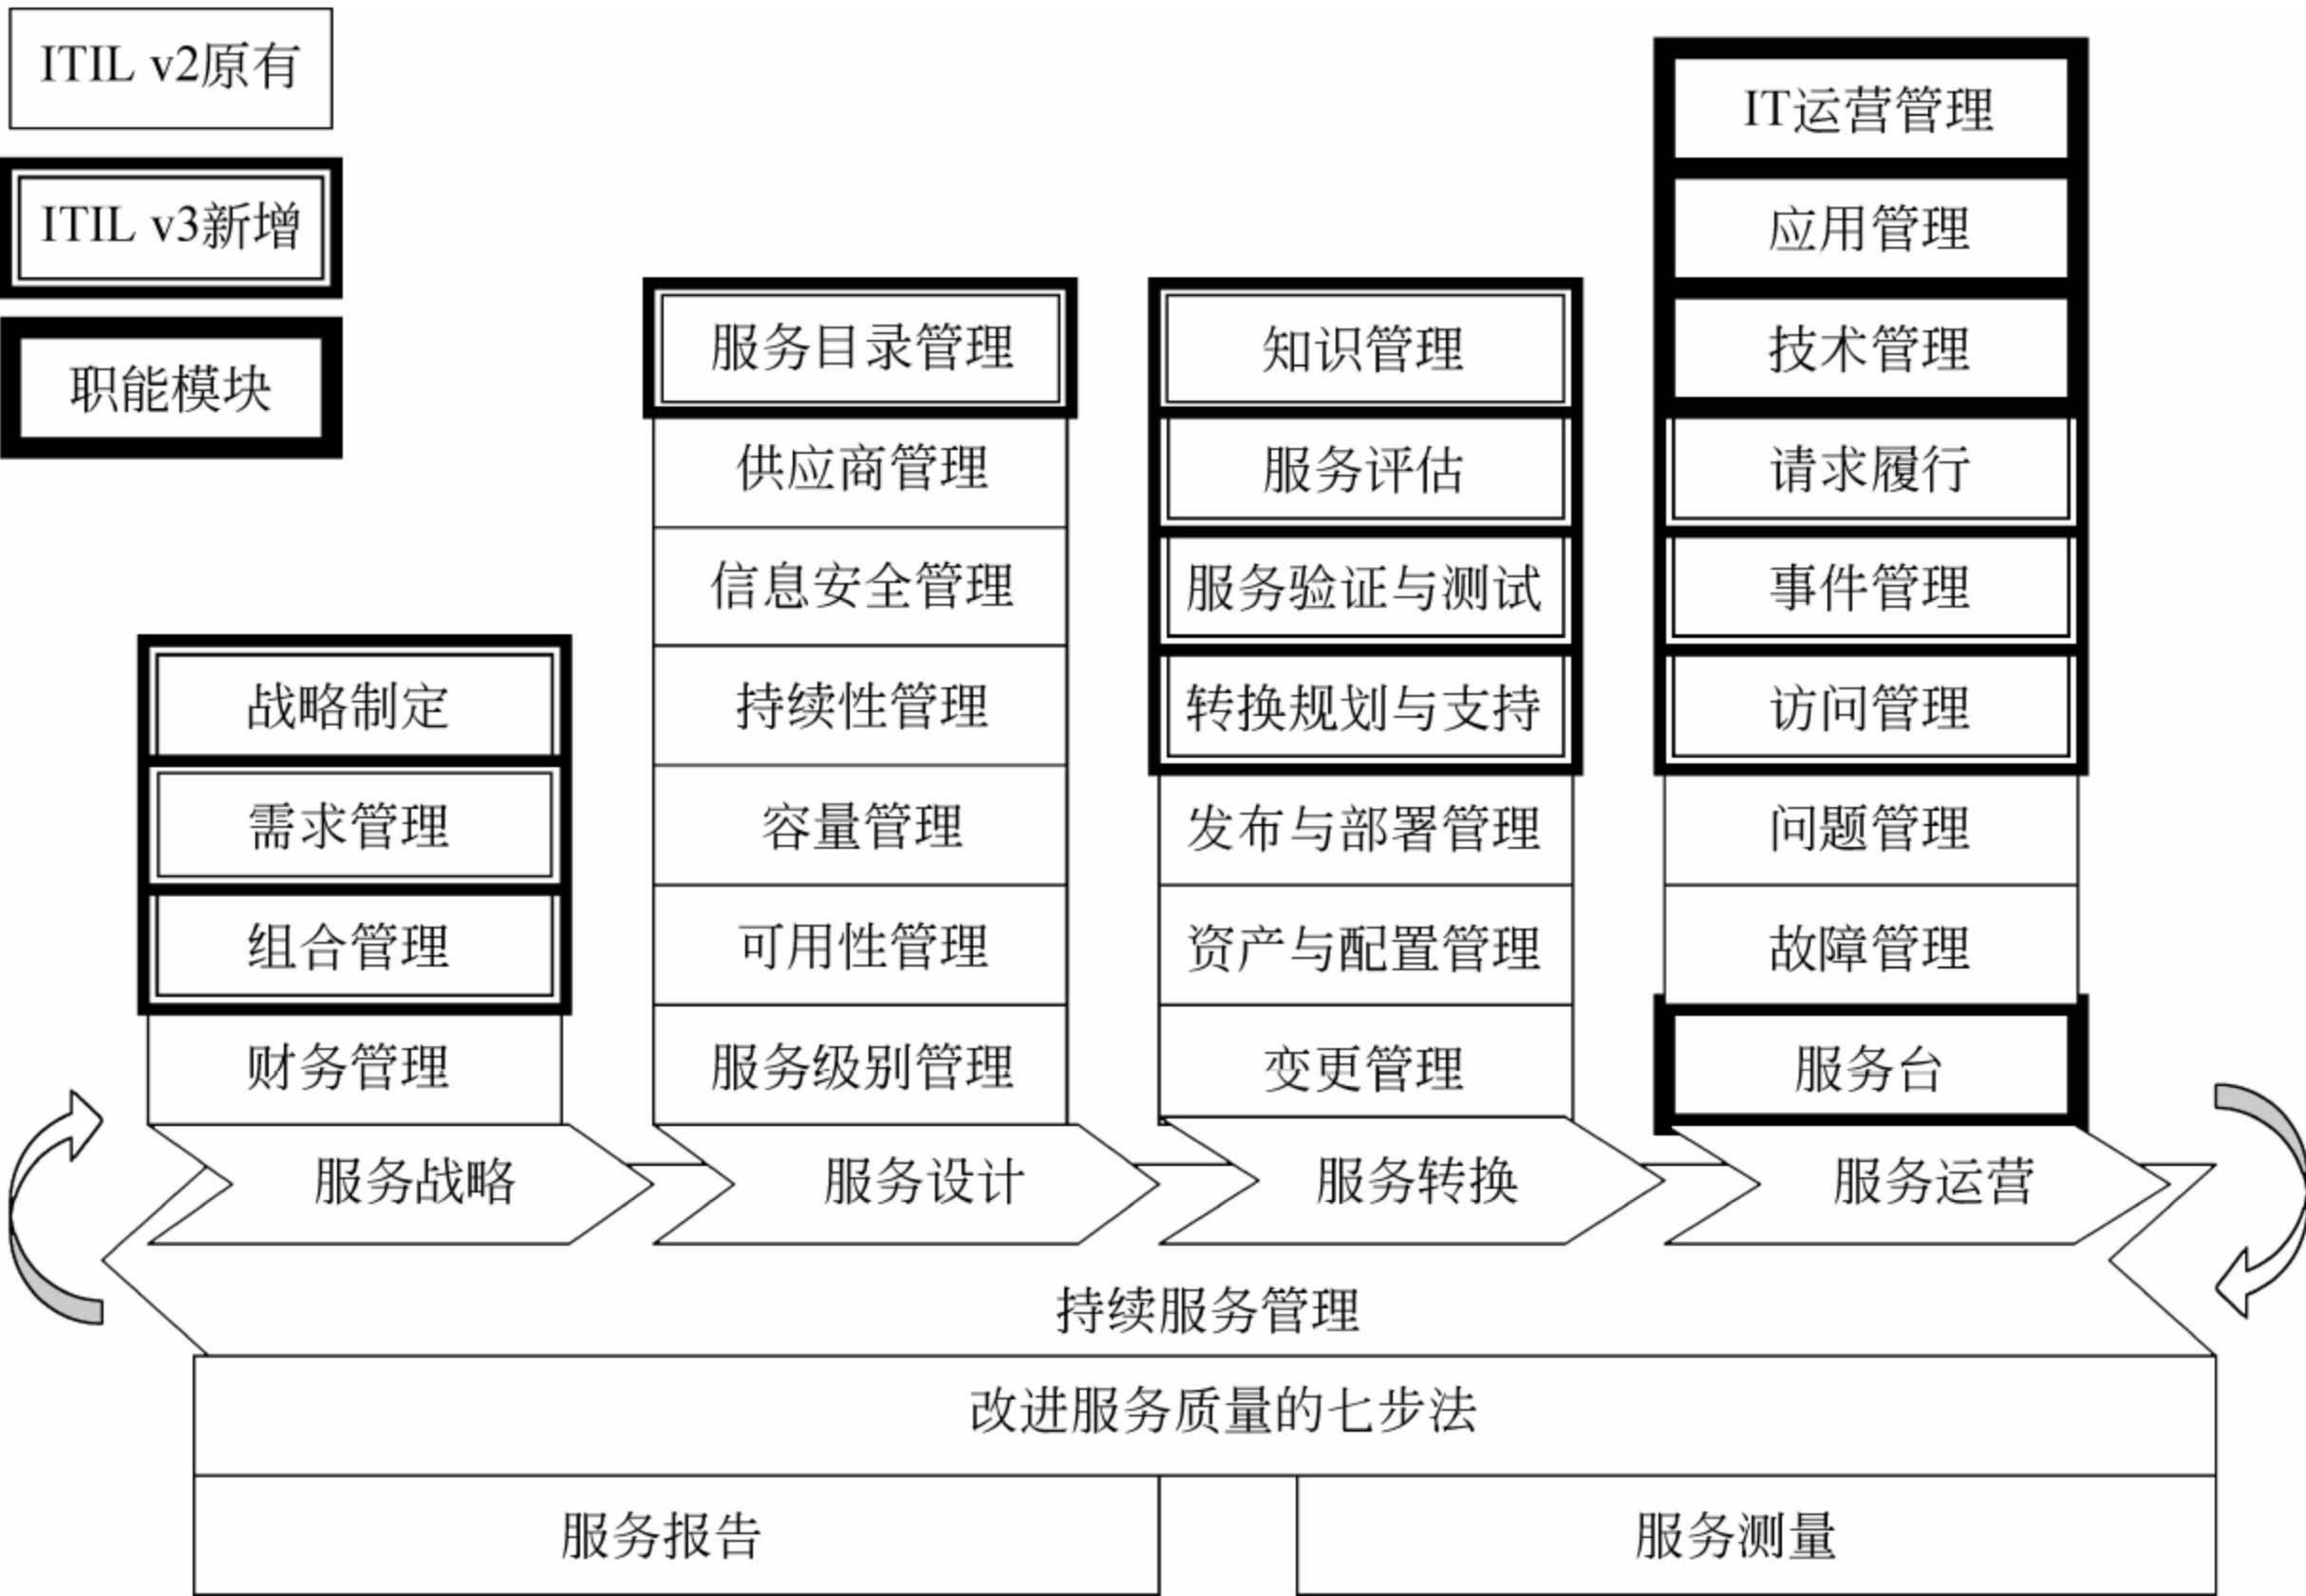 ITIL v2原有
ITIL v3新增
职能模块
战略制定
需求管理
组合管理
财务管理
服务战略
服务目录管理
供应商管理
信息安全管理
持续性管理
容量管理
可用性管理
服务级别管理
服务设计
知识管理
服务评估
服务验证与测试
转换规划与支持
发布与部署管理
资产与配置管理
变更管理
服务转换
IT运营管理
应用管理
技术管理
请求履行
事件管理
访问管理
问题管理
故障管理
服务台
服务运营
持续服务管理
改进服务质量的七步法
服务报告
服务测量